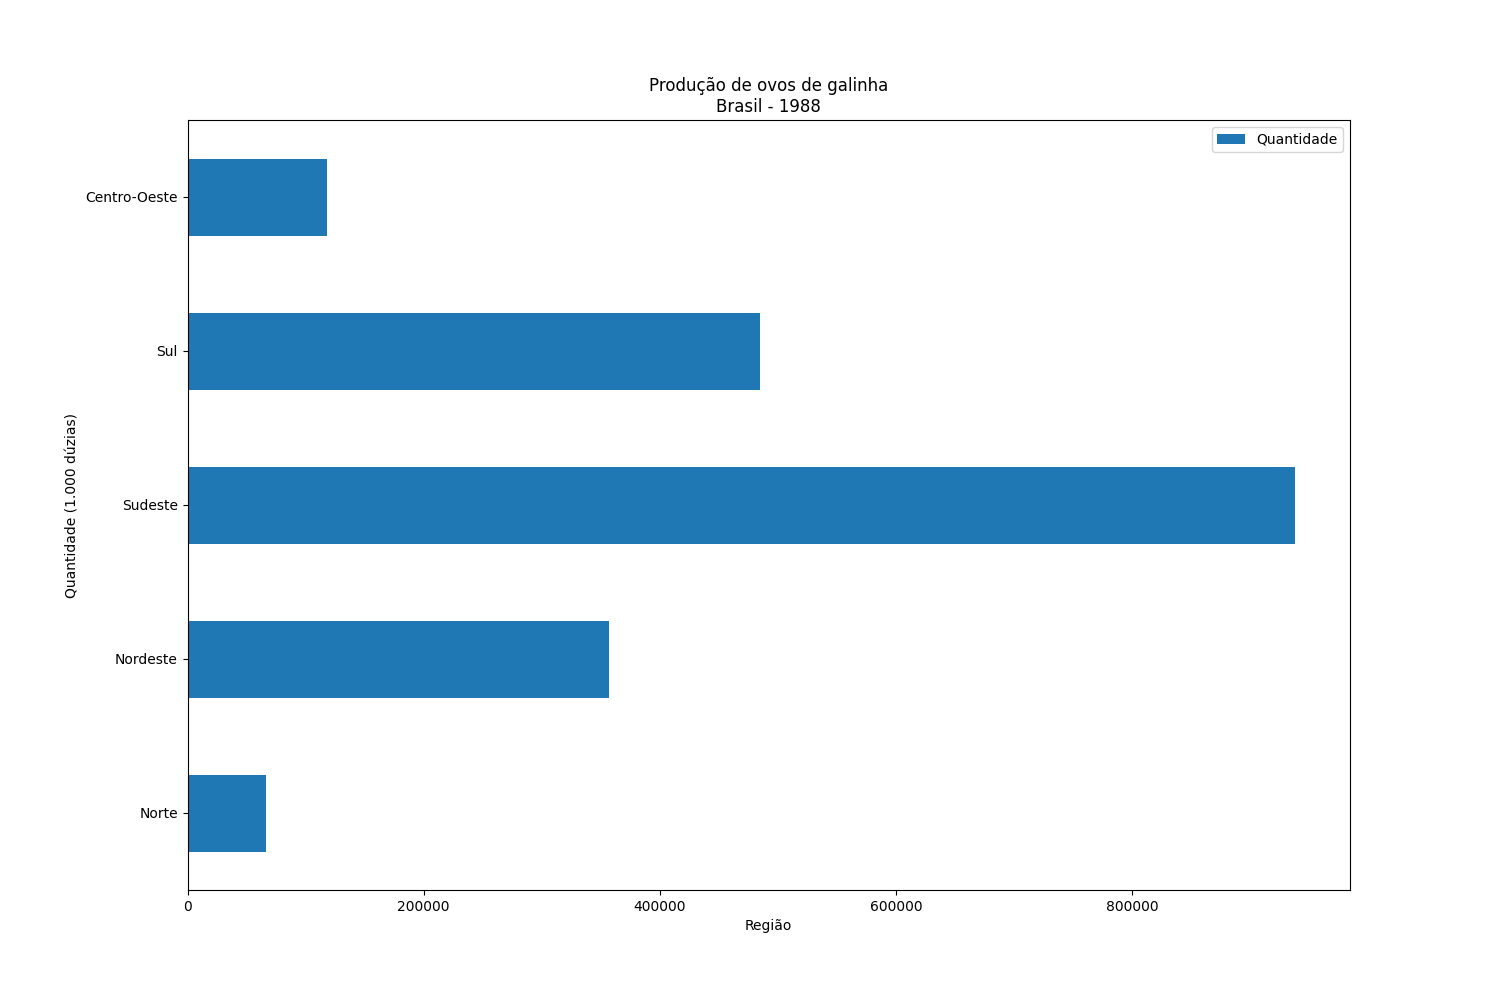 Produção de ovos de galinha
Brasil - 1988
Quantidade
Centro-Oeste
Sul
Sudeste
Nordeste
Norte
Quantidade (1.000 dúzias)
0
200000
400000
600000
800000
Região